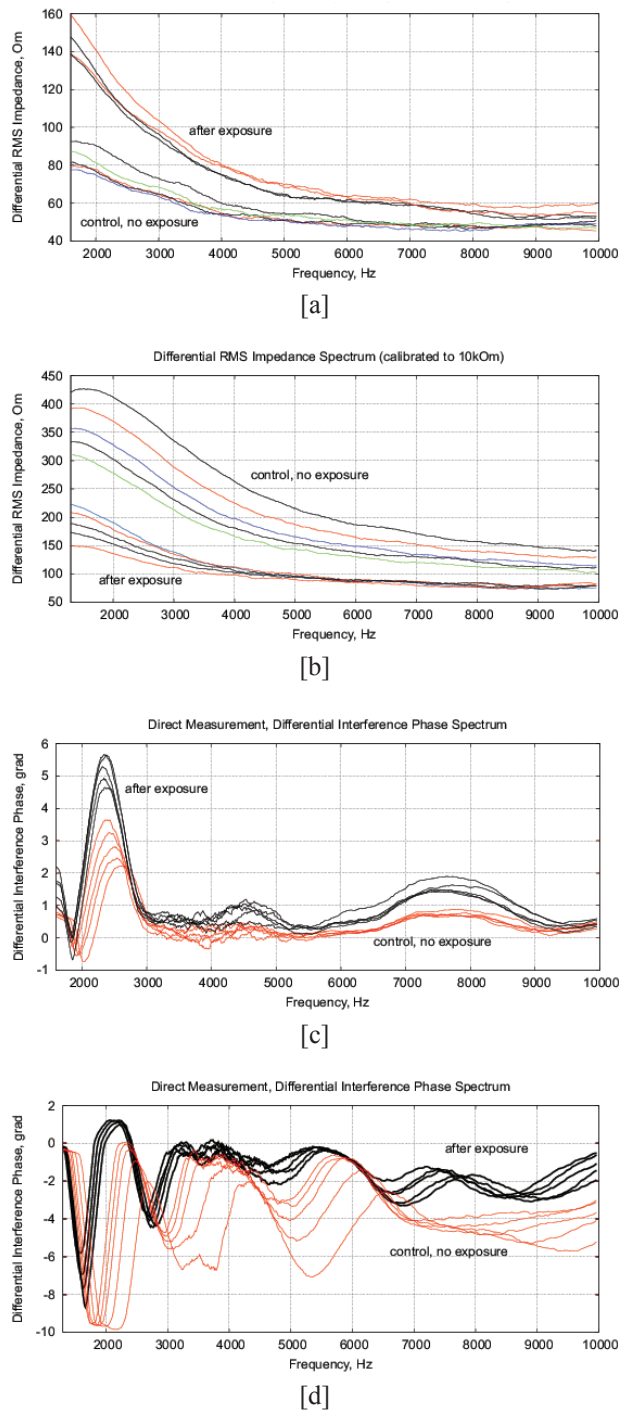 160
140
120
100
80
60
40
Differential RMS Impedance, Om
after exposure
control, no exposure
2000 3000 4000 5000 6000 7000 8000 9000 10000
Frequency, Hz
[a]
Differential RMS Impedance Spectrum (calibrated to 10kOm)
450
400
350
300
250
200
150
100
50
Differential RMS Impedance, Om
control, no exposure
after exposure
2000 3000 4000 5000 6000 7000 8000 9000 10000
Frequency, Hz
[b]
Direct Measurement, Differential Interference Phase Spectrum
6
5
4
3
2
1
0
-1
Differential Interference Phase, grad
after exposure
control, no exposure
2000 3000 4000 5000 6000 7000 8000 9000 10000
Frequency, Hz
[c]
Direct Measurement, Differential Interference Phase Spectrum
2
0
-2
-4
-6
-8
-10
Differential Interference Phase, grad
after exposure
control, no exposure
2000 3000 4000 5000 6000 7000 8000 9000 10000
Frequency, Hz
[d]